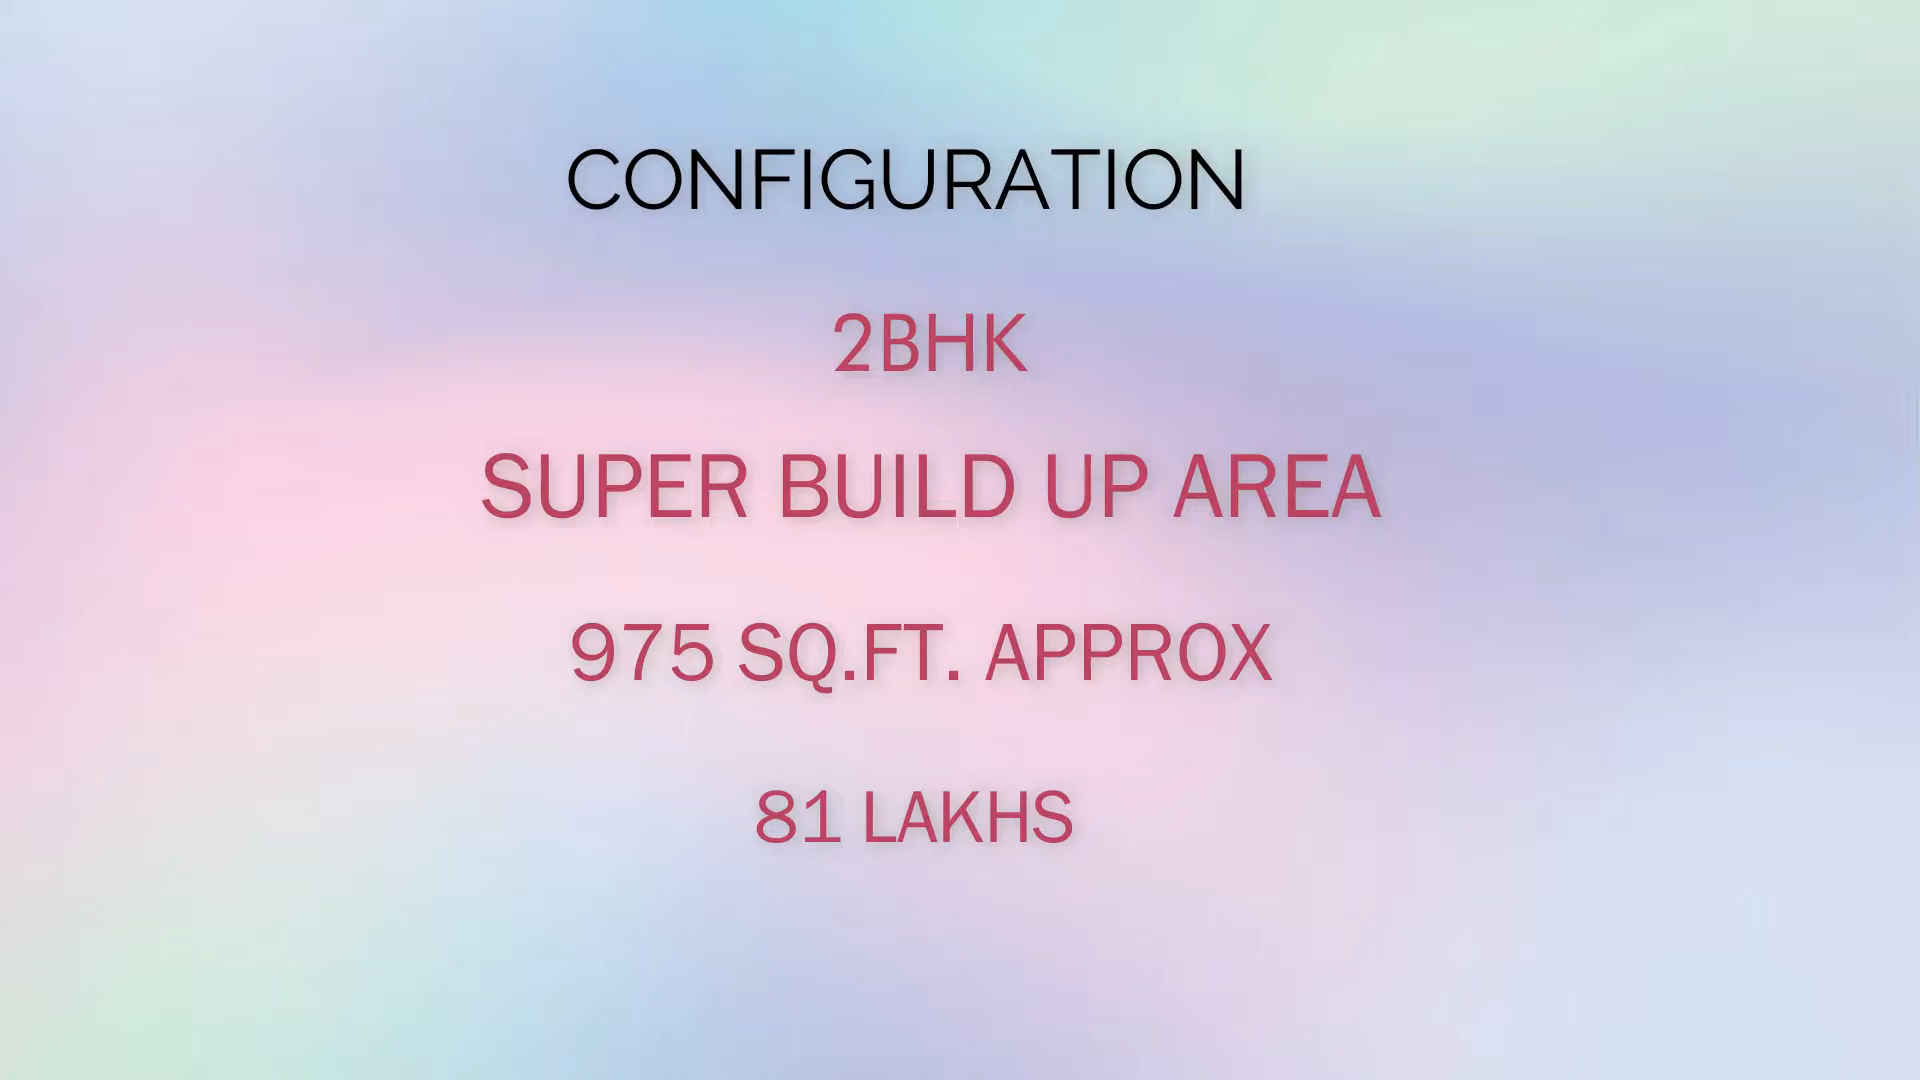 CONFIGURATION
2BHK
SUPER BUILD UP AREA
975 SQ.FT. APPROX
81 LAKHS